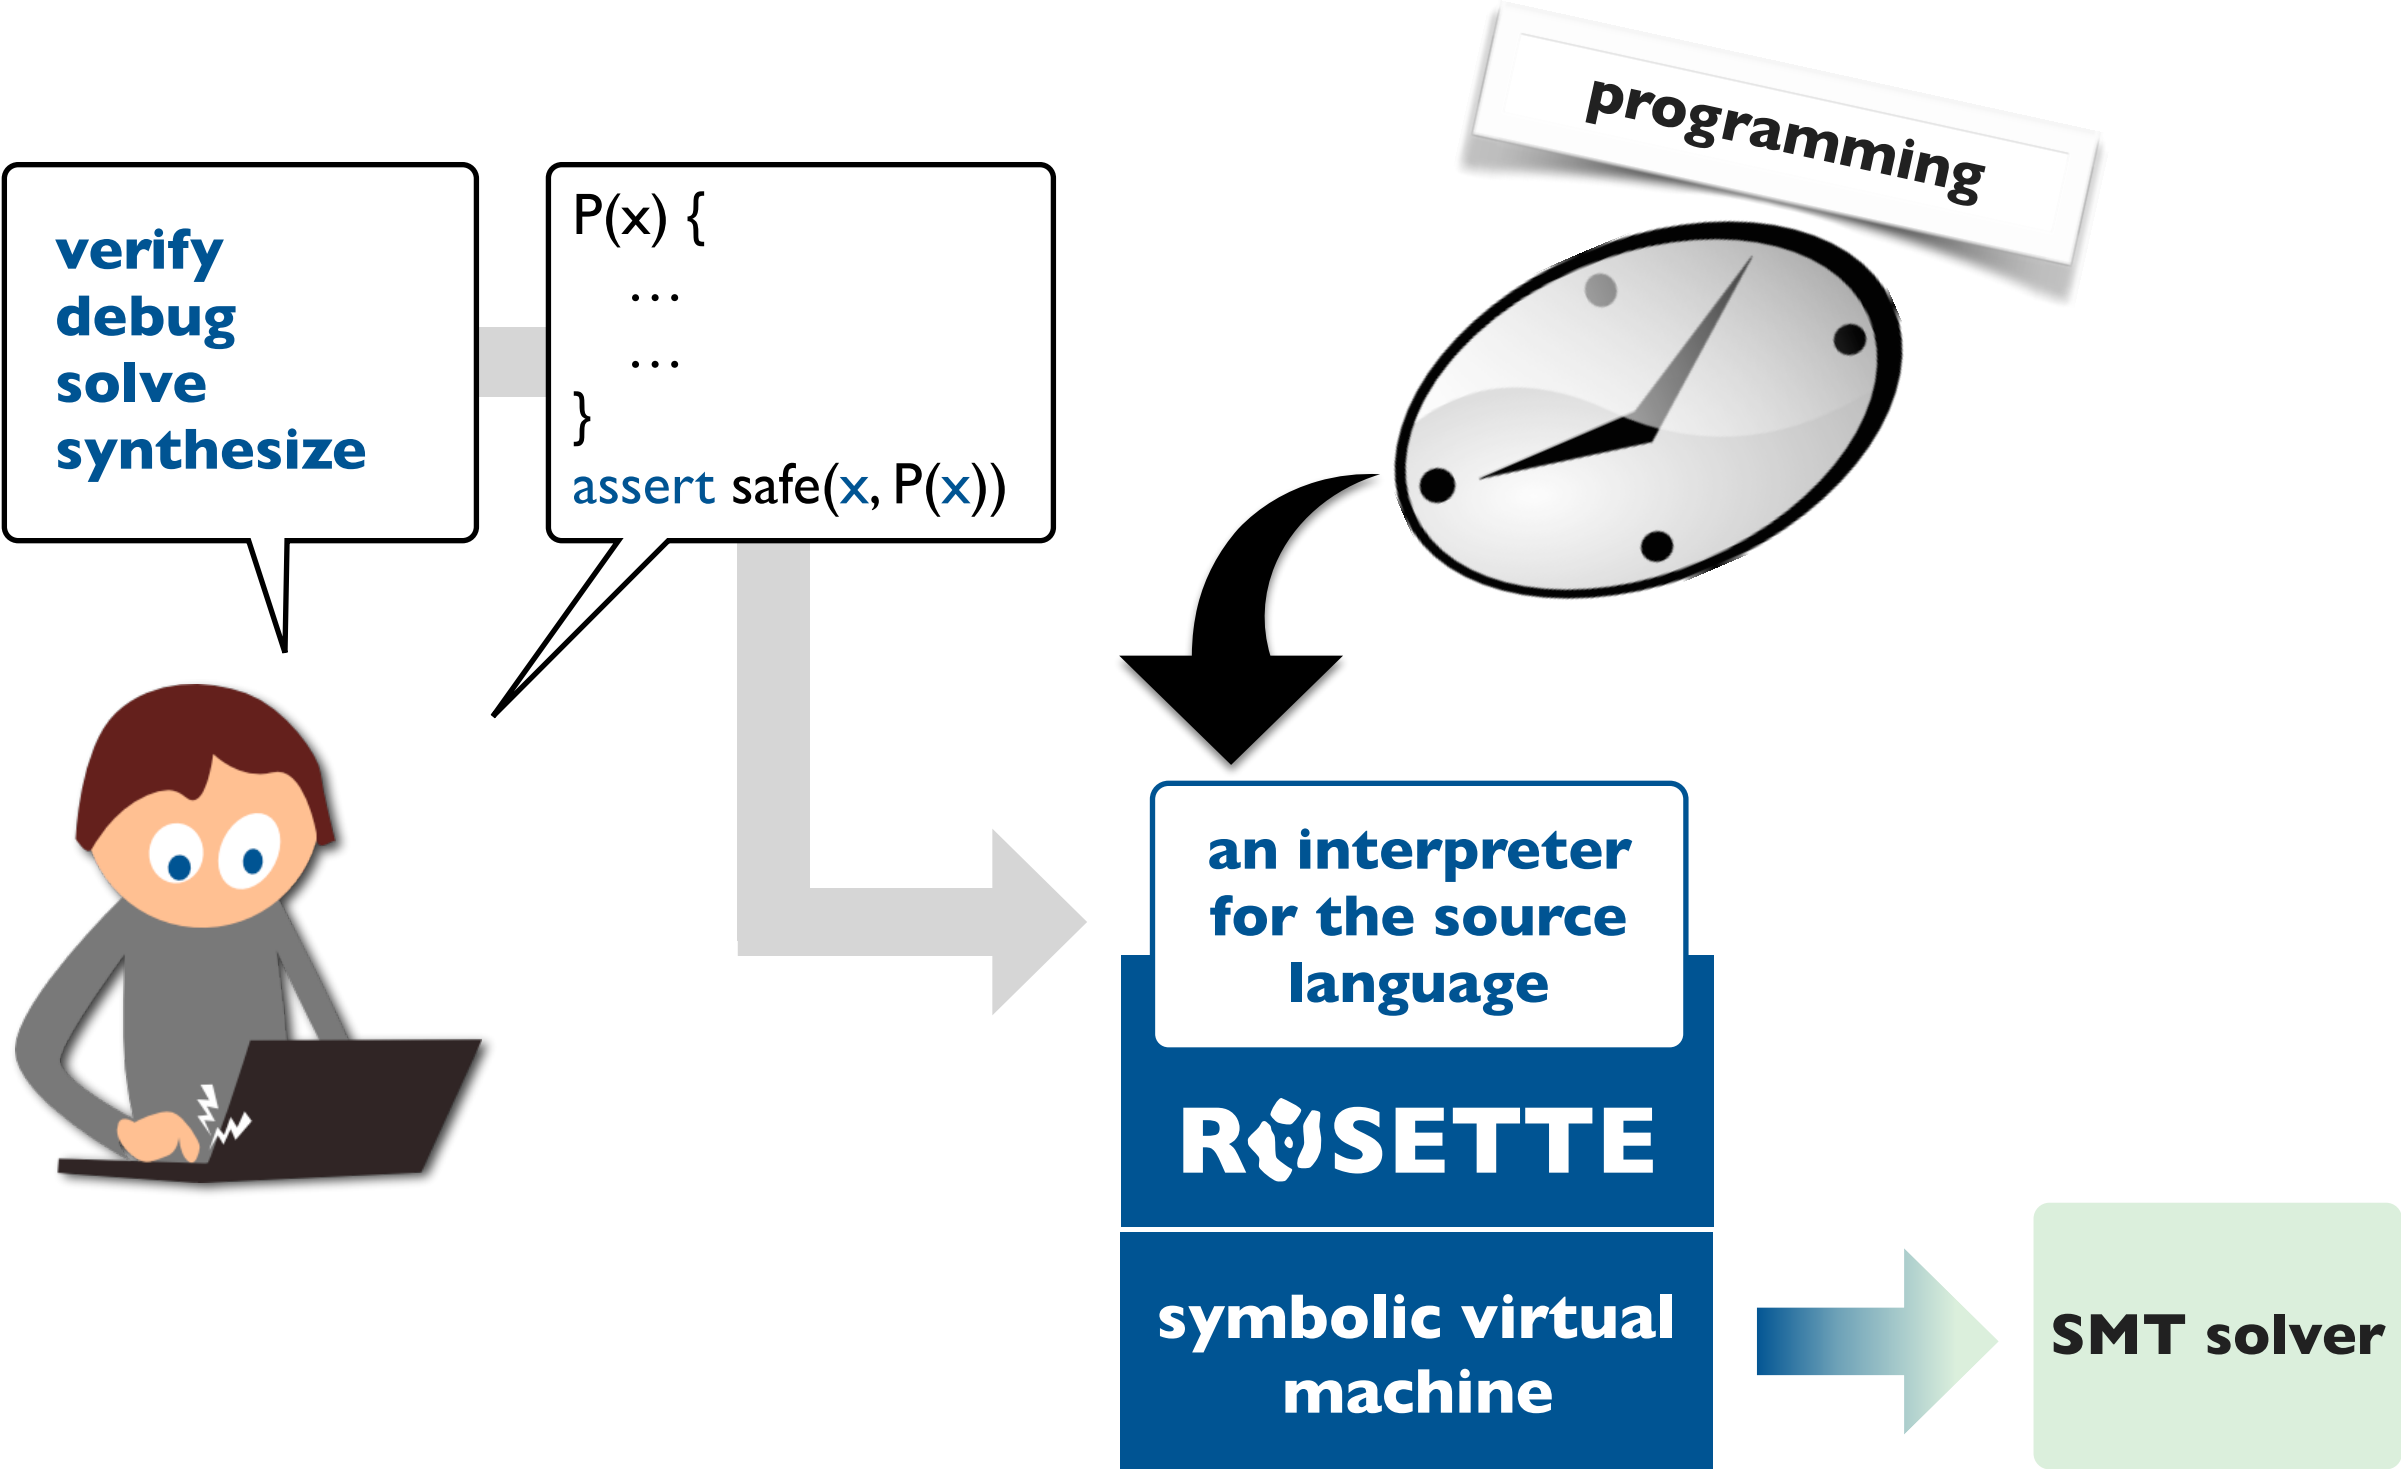 programming
verify
debug
solve
synthesize
P(x) {
…
…
}
assert safe(x, P(x))
an interpreter
for the source
language
ROSETTE
symbolic virtual
machine
SMT solver